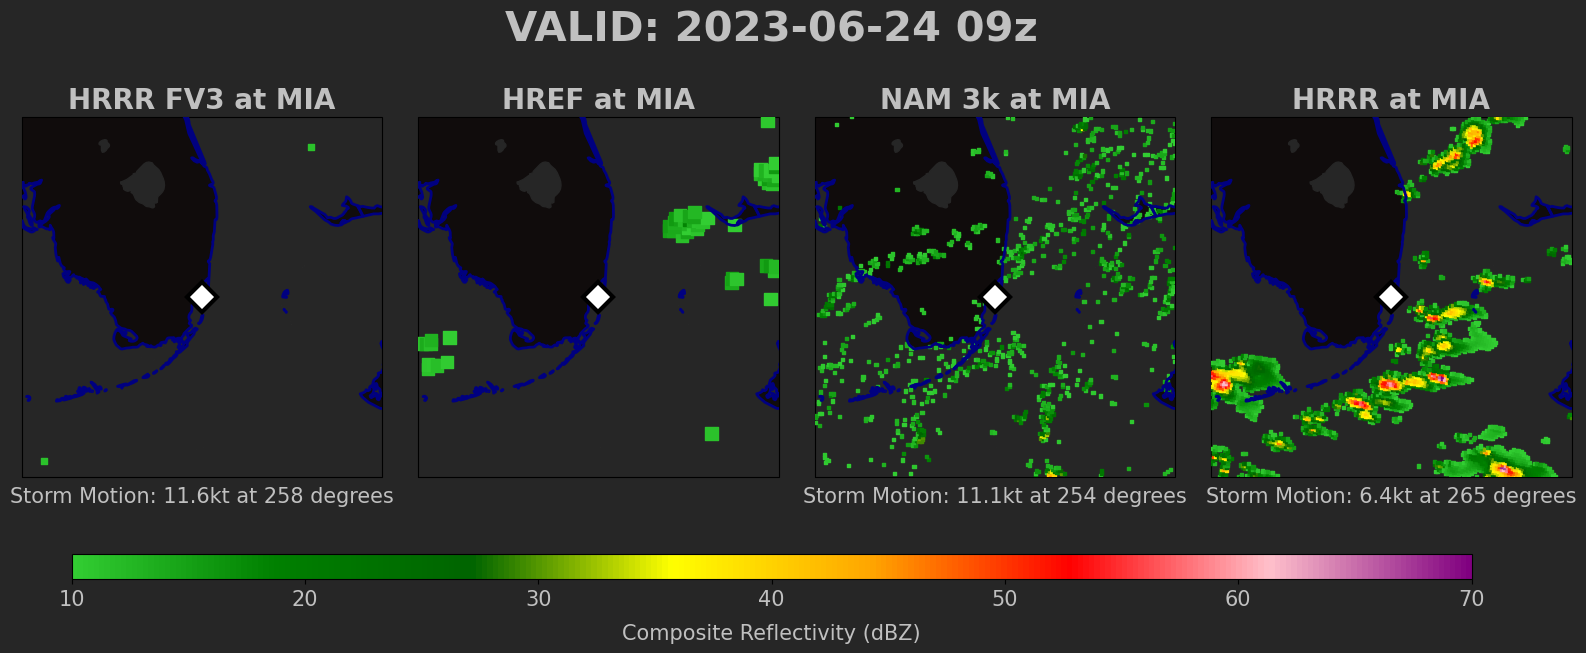 VALID: 2023-06-24 09z
HRRR FV3 at MIA
HREF at MIA
NAM 3k at MIA
HRRR at MIA
Storm Motion: 11.6kt at 258 degrees
Storm Motion: 11.1kt at 254 degrees
Storm Motion: 6.4kt at 265 degrees
10 20 30 40 50 60 70
Composite Reflectivity (dBZ)